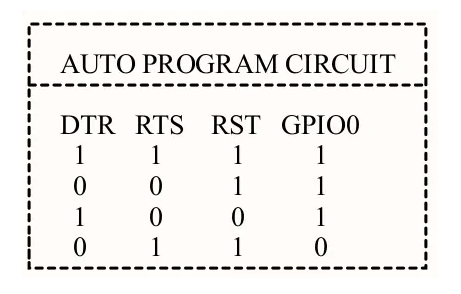 AUTO PROGRAM CIRCUIT
DTR RTS RST GPIO0
1 1 1 1
0 0 1 1
1 0 0 1
0 1 1 0